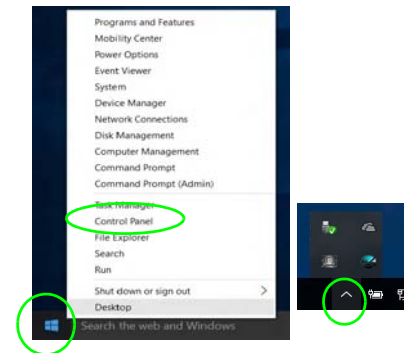 Programs and Features
Mobility Center
Power Options
Event Viewer
System
Device Manager
Network Connections
Disk Management
Computer Management
Command Prompt
Command Prompt (Admin)
Task Manager
Control Panel
File Explorer
Search
Run
Shut down or sign out
Desktop
Search the web and Windows